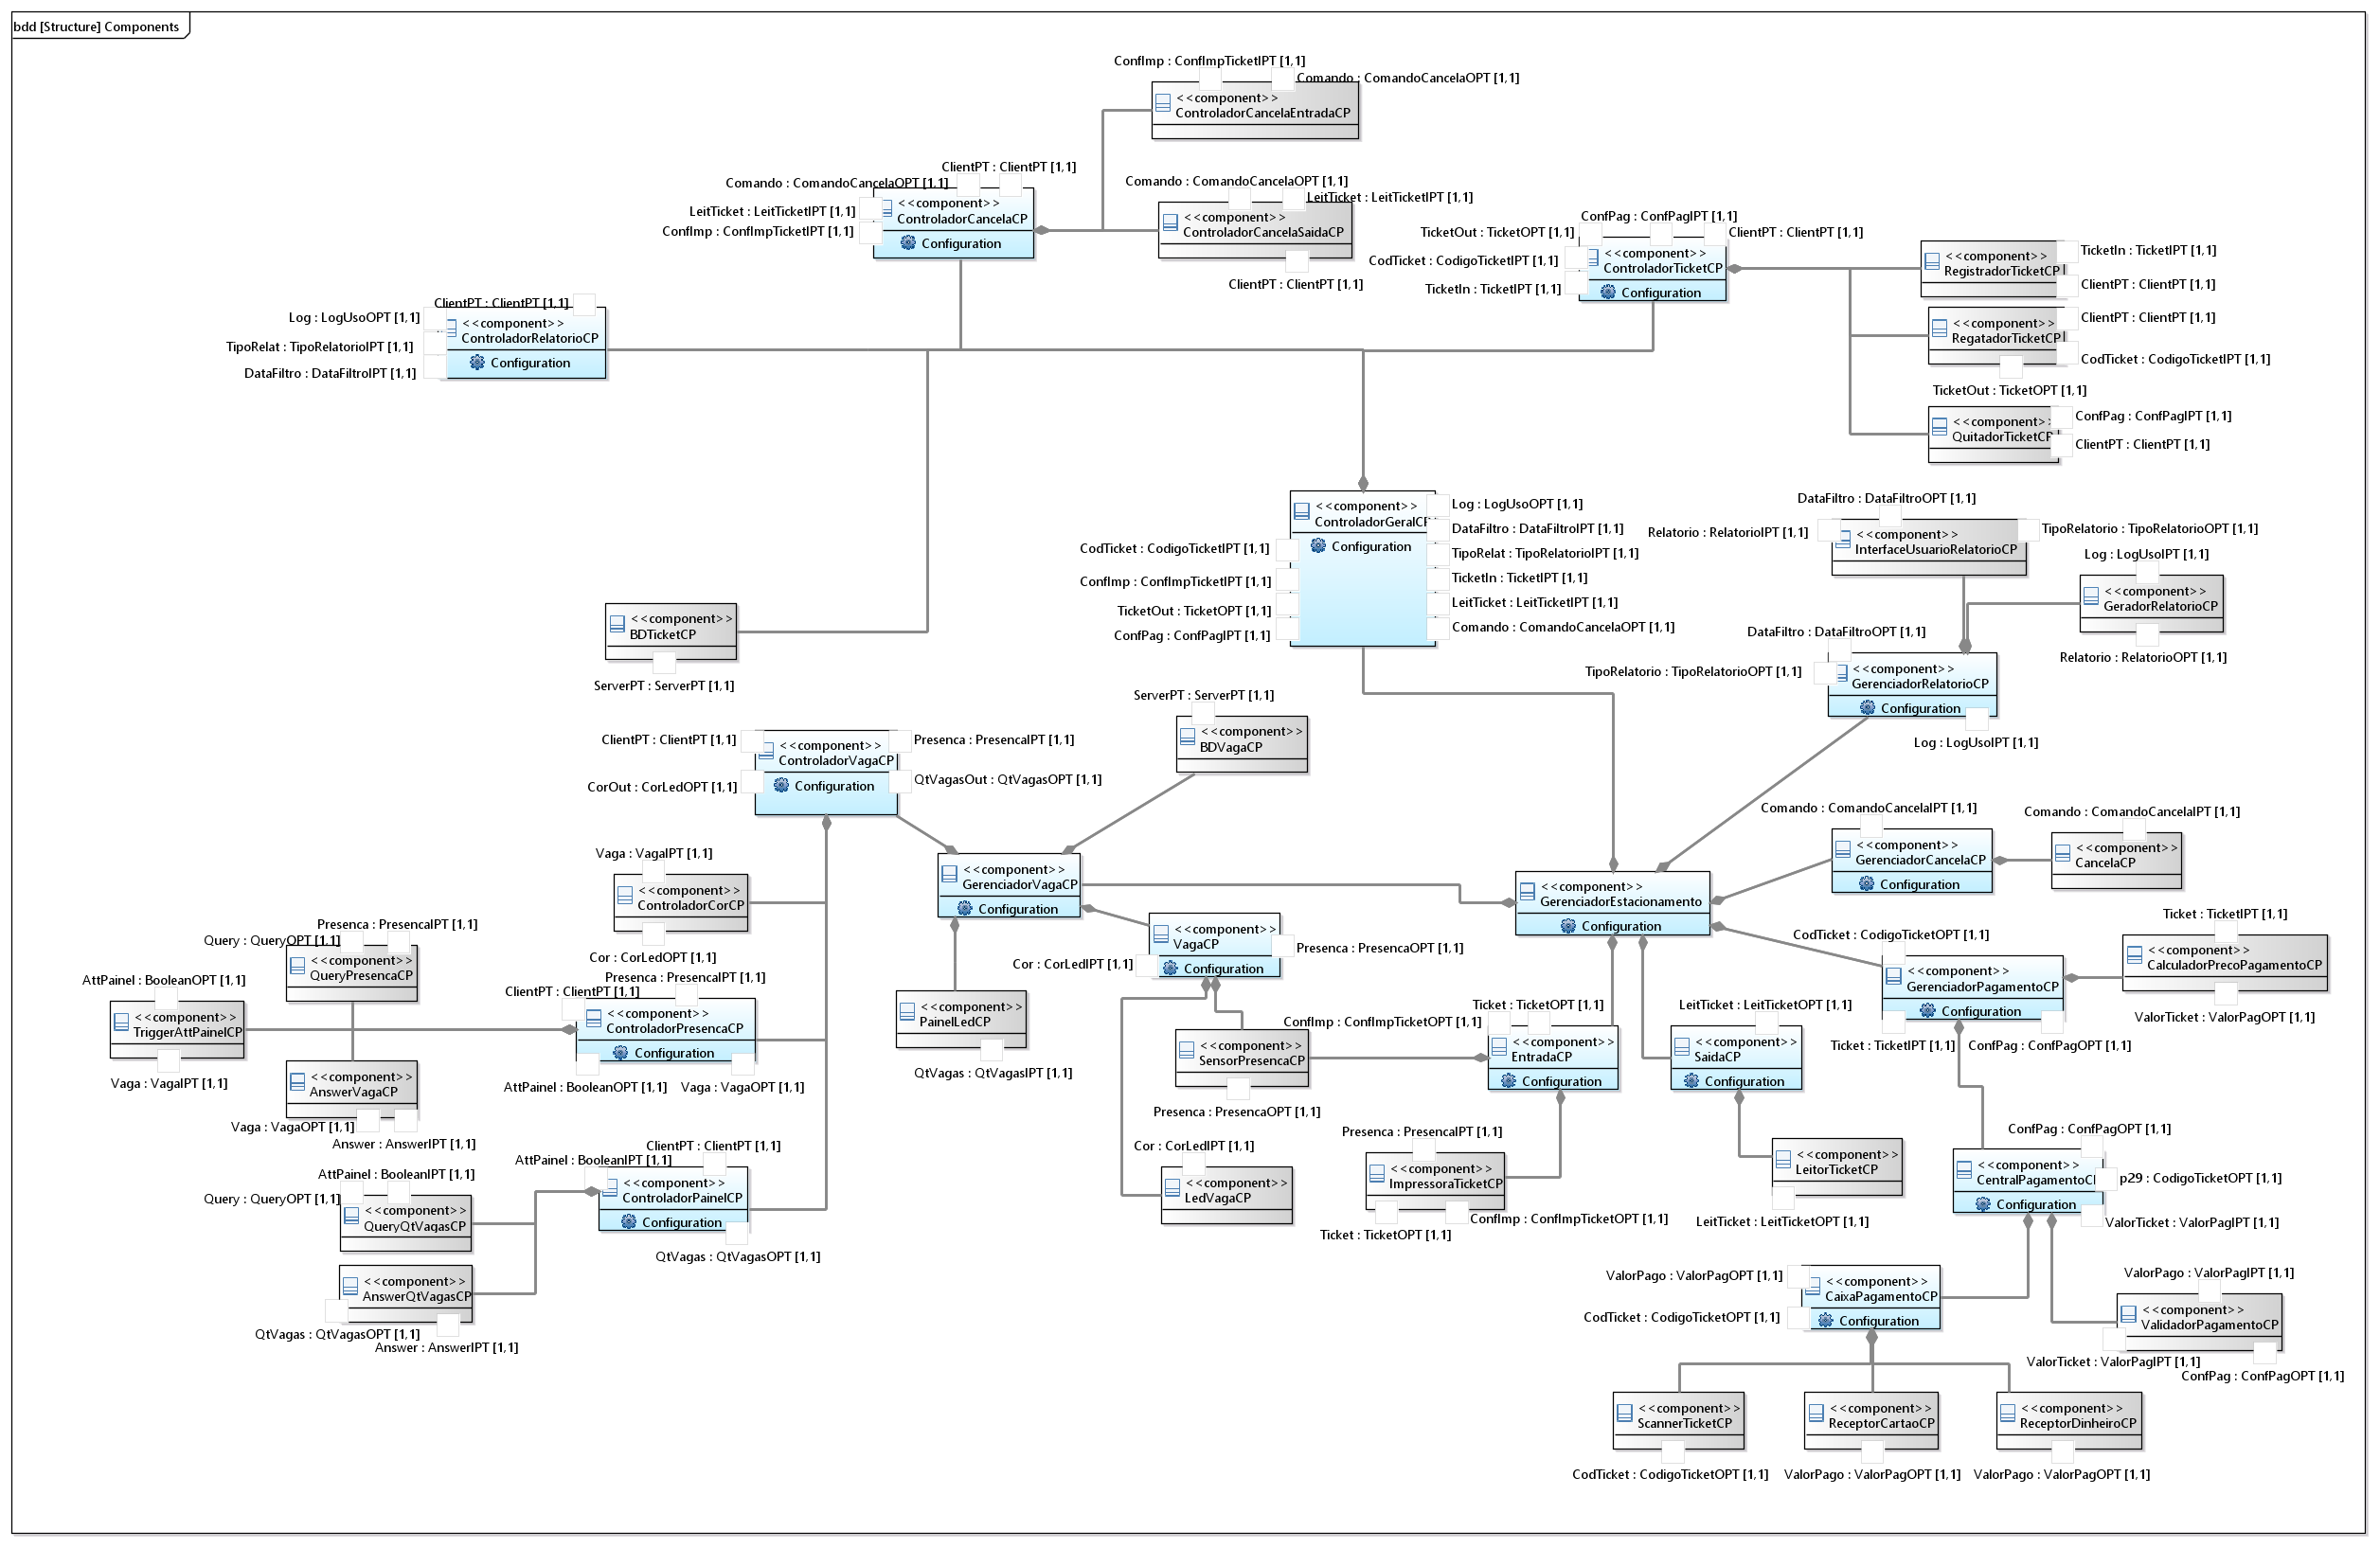 bdd [Structure] Components
ConfImp : ConfImpTicketIPT [1,1]
Comando : ComandoCancelaOPT [1,1]
<<component>>
ControladorCancelaEntradaCP
ClientPT : ClientPT [1,1]
Comando : ComandoCancelaOPT [1,1]
LeitTicket : LeitTicketIPT [1,1]
ConfImp : ConfImpTicketIPT [1,1]
<<component>>
ControladorCancelaCP
Configuration
Comando : ComandoCancelaOPT [1,1]
LeitTicket : LeitTicketIPT [1,1]
<<component>>
ControladorCancelaSaidaCP
ClientPT : ClientPT [1,1]
ConfPag : ConfPagIPT [1,1]
TicketOut : TicketOPT [1,1]
ClientPT : ClientPT [1,1]
CodTicket : CodigoTicketIPT [1,1]
TicketIn : TicketIPT [1,1]
<<component>>
ControladorTicketCP
Configuration
<<component>>
RegistradorTicketCP
TicketIn : TicketIPT [1,1]
ClientPT : ClientPT [1,1]
<<component>>
RegatadorTicketCP
ClientPT : ClientPT [1,1]
CodTicket : CodigoTicketIPT [1,1]
TicketOut : TicketOPT [1,1]
<<component>>
QuitadorTicketCP
ConfPag : ConfPagIPT [1,1]
ClientPT : ClientPT [1,1]
ClientPT : ClientPT [1,1]
Log : LogUsoOPT [1,1]
TipoRelat : TipoRelatorioIPT [1,1]
DataFiltro : DataFiltroIPT [1,1]
<<component>>
ControladorRelatorioCP
Configuration
<<component>>
ControladorGeralCP
Configuration
CodTicket : CodigoTicketIPT [1,1]
ConfImp : ConfImpTicketIPT [1,1]
TicketOut : TicketOPT [1,1]
ConfPag : ConfPagIPT [1,1]
Log : LogUsoOPT [1,1]
DataFiltro : DataFiltroIPT [1,1]
TipoRelat : TipoRelatorioIPT [1,1]
TicketIn : TicketIPT [1,1]
LeitTicket : LeitTicketIPT [1,1]
Comando : ComandoCancelaOPT [1,1]
DataFiltro : DataFiltroOPT [1,1]
Relatorio : RelatorioIPT [1,1]
TipoRelatorio : TipoRelatorioOPT [1,1]
<<component>>
InterfaceUsuarioRelatorioCP
Log : LogUsoIPT [1,1]
<<component>>
GeradorRelatorioCP
Relatorio : RelatorioOPT [1,1]
DataFiltro : DataFiltroOPT [1,1]
TipoRelatorio : TipoRelatorioOPT [1,1]
<<component>>
GerenciadorRelatorioCP
Configuration
Log : LogUsoIPT [1,1]
<<component>>
BDTicketCP
ServerPT : ServerPT [1,1]
ServerPT : ServerPT [1,1]
<<component>>
BDVagaCP
ClientPT : ClientPT [1,1]
CorOut : CorLedOPT [1,1]
<<component>>
ControladorVagaCP
Configuration
Presenca : PresencaIPT [1,1]
QtVagasOut : QtVagasOPT [1,1]
Vaga : VagaIPT [1,1]
<<component>>
ControladorCorCP
Cor : CorLedOPT [1,1]
<<component>>
GerenciadorVagaCP
Configuration
Comando : ComandoCancelaIPT [1,1]
<<component>>
GerenciadorCancelaCP
Configuration
Comando : ComandoCancelaIPT [1,1]
<<component>>
CancelaCP
<<component>>
GerenciadorEstacionamento
Configuration
Presenca : PresencaIPT [1,1]
Query : QueryOPT [1,1]
<<component>>
QueryPresencaCP
AttPainel : BooleanOPT [1,1]
<<component>>
TriggerAttPainelCP
Vaga : VagaIPT [1,1]
<<component>>
AnswerVagaCP
Vaga : VagaOPT [1,1]
Answer : AnswerIPT [1,1]
Presenca : PresencaIPT [1,1]
ClientPT : ClientPT [1,1]
<<component>>
ControladorPresencaCP
Configuration
AttPainel : BooleanOPT [1,1]
Vaga : VagaOPT [1,1]
<<component>>
VagaCP
Configuration
Presenca : PresencaOPT [1,1]
Cor : CorLedIPT [1,1]
<<component>>
PainelLedCP
QtVagas : QtVagasIPT [1,1]
<<component>>
SensorPresencaCP
Presenca : PresencaOPT [1,1]
Ticket : TicketOPT [1,1]
ConfImp : ConfImpTicketOPT [1,1]
<<component>>
EntradaCP
Configuration
LeitTicket : LeitTicketOPT [1,1]
<<component>>
SaidaCP
Configuration
CodTicket : CodigoTicketOPT [1,1]
<<component>>
GerenciadorPagamentoCP
Configuration
Ticket : TicketIPT [1,1]
ConfPag : ConfPagOPT [1,1]
Ticket : TicketIPT [1,1]
<<component>>
CalculadorPrecoPagamentoCP
ValorTicket : ValorPagOPT [1,1]
ClientPT : ClientPT [1,1]
AttPainel : BooleanIPT [1,1]
<<component>>
ControladorPainelCP
Configuration
QtVagas : QtVagasOPT [1,1]
AttPainel : BooleanIPT [1,1]
Query : QueryOPT [1,1]
<<component>>
QueryQtVagasCP
<<component>>
AnswerQtVagasCP
QtVagas : QtVagasOPT [1,1]
Answer : AnswerIPT [1,1]
Cor : CorLedIPT [1,1]
<<component>>
LedVagaCP
Presenca : PresencaIPT [1,1]
<<component>>
ImpressoraTicketCP
ConfImp : ConfImpTicketOPT [1,1]
Ticket : TicketOPT [1,1]
<<component>>
LeitorTicketCP
LeitTicket : LeitTicketOPT [1,1]
ConfPag : ConfPagOPT [1,1]
<<component>>
CentralPagamentoCP
Configuration
p29 : CodigoTicketOPT [1,1]
ValorTicket : ValorPagIPT [1,1]
ValorPago : ValorPagOPT [1,1]
CodTicket : CodigoTicketOPT [1,1]
<<component>>
CaixaPagamentoCP
Configuration
ValorPago : ValorPagIPT [1,1]
<<component>>
ValidadorPagamentoCP
ValorTicket : ValorPagIPT [1,1]
ConfPag : ConfPagOPT [1,1]
<<component>>
ScannerTicketCP
CodTicket : CodigoTicketOPT [1,1]
<<component>>
ReceptorCartaoCP
ValorPago : ValorPagOPT [1,1]
<<component>>
ReceptorDinheiroCP
ValorPago : ValorPagOPT [1,1]